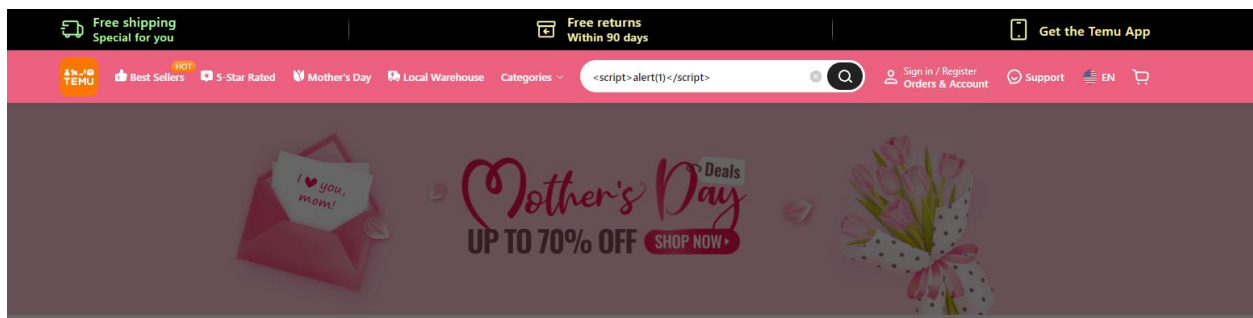 Free shipping
Special for you
Free returns
Within 90 days
Get the Temu App
TEMU
Best Sellers
HOT
5-Star Rated
Mother's Day
Local Warehouse
Categories
<script>alert(1)</script>
Sign in / Register
Orders & Account
Support
EN
I ♥ you,
mom!
Mother's Day
Deals
UP TO 70% OFF
SHOP NOW